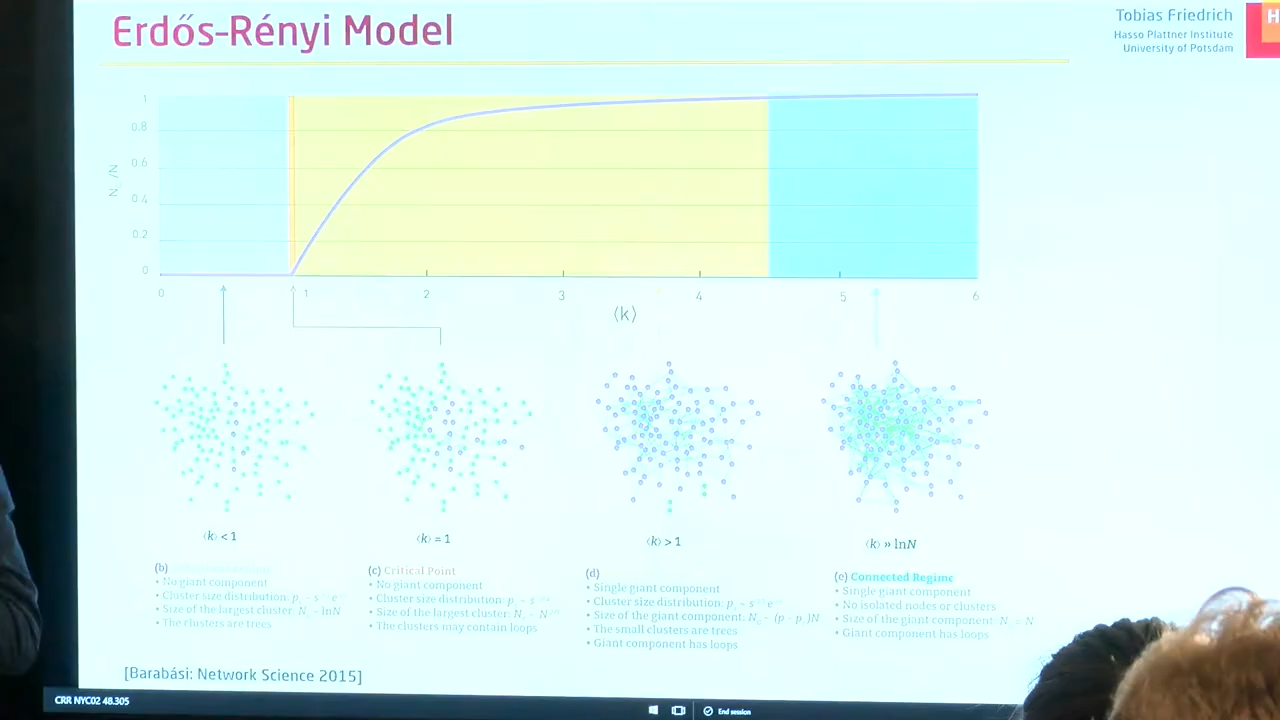 Erdős-Rényi Model
Tobias Friedrich
Hasso Plattner Institute
University of Potsdam
H
1
0.8
0.6
0.4
0.2
0
N /N
0 1 2 3 4 5 6
⟨k⟩
⟨k⟩ < 1
⟨k⟩ = 1
⟨k⟩ > 1
⟨k⟩ » lnN
(b)
• No giant component
• Cluster size distribution:
• Size of the largest cluster: N ~ lnN
• The clusters are trees
(c) Critical Point
• No giant component
• Cluster size distribution:
• Size of the largest cluster:
• The clusters may contain loops
(d)
• Single giant component
• Cluster size distribution:
• Size of the giant component:
• The small clusters are trees
• Giant component has loops
(e) Connected Regime
• Single giant component
• No isolated nodes or clusters
• Size of the giant component:
• Giant component has loops
[Barabási: Network Science 2015]
CRR NYC02 48.305
End session